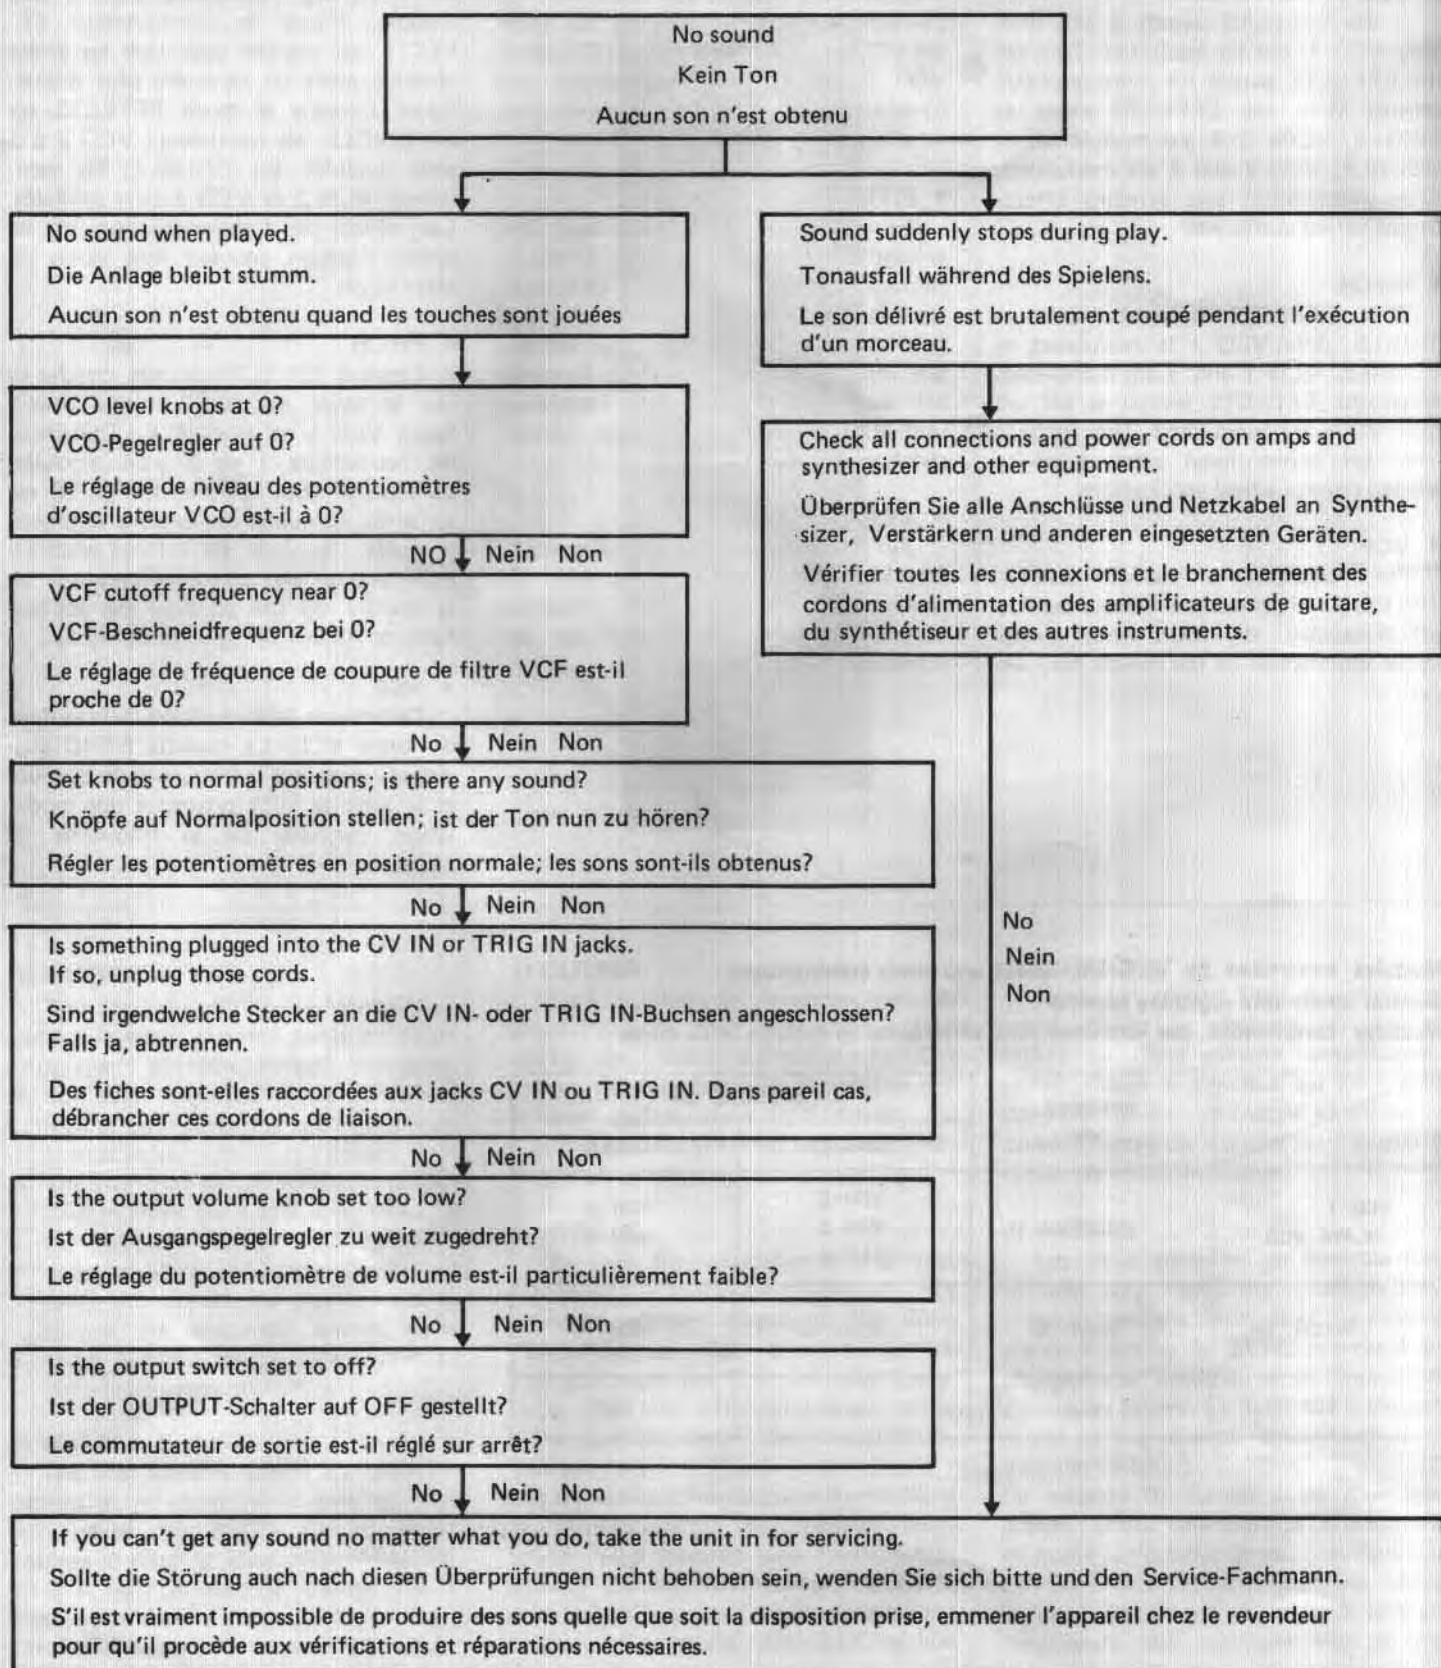 No sound
Kein Ton
Aucun son n'est obtenu
No sound when played.
Die Anlage bleibt stumm.
Aucun son n'est obtenu quand les touches sont jouées
Sound suddenly stops during play.
Tonausfall während des Spielens.
Le son délivré est brutalement coupé pendant l'exécution
d'un morceau.
VCO level knobs at 0?
VCO-Pegelregler auf 0?
Le réglage de niveau des potentiomètres
d'oscillateur VCO est-il à 0?
NO Nein Non
Check all connections and power cords on amps and
synthesizer and other equipment.
Überprüfen Sie alle Anschlüsse und Netzkabel an Synthe-
sizer, Verstärkern und anderen eingesetzten Geräten.
Vérifier toutes les connexions et le branchement des
cordons d'alimentation des amplificateurs de guitare,
du synthétiseur et des autres instruments.
VCF cutoff frequency near 0?
VCF-Beschneidfrequenz bei 0?
Le réglage de fréquence de coupure de filtre VCF est-il
proche de 0?
No Nein Non
Set knobs to normal positions; is there any sound?
Knöpfe auf Normalposition stellen; ist der Ton nun zu hören?
Régler les potentiomètres en position normale; les sons sont-ils obtenus?
No Nein Non
Is something plugged into the CV IN or TRIG IN jacks.
If so, unplug those cords.
Sind irgendwelche Stecker an die CV IN- oder TRIG IN-Buchsen angeschlossen?
Falls ja, abtrennen.
Des fiches sont-elles raccordées aux jacks CV IN ou TRIG IN. Dans pareil cas,
débrancher ces cordons de liaison.
No
Nein
Non
No Nein Non
Is the output volume knob set too low?
Ist der Ausgangspegelregler zu weit zugedreht?
Le réglage du potentiomètre de volume est-il particulièrement faible?
No Nein Non
Is the output switch set to off?
Ist der OUTPUT-Schalter auf OFF gestellt?
Le commutateur de sortie est-il réglé sur arrêt?
No Nein Non
If you can't get any sound no matter what you do, take the unit in for servicing.
Sollte die Störung auch nach diesen Überprüfungen nicht behoben sein, wenden Sie sich bitte und den Service-Fachmann.
S'il est vraiment impossible de produire des sons quelle que soit la disposition prise, emmener l'appareil chez le revendeur
pour qu'il procède aux vérifications et réparations nécessaires.